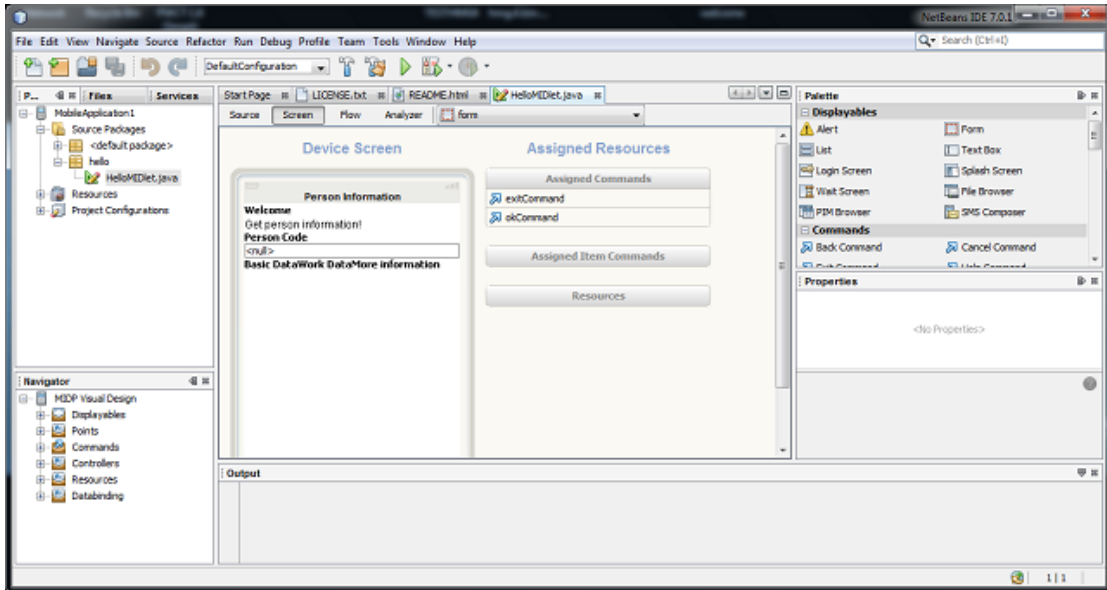 NetBeans IDE 7.0.1
File Edit View Navigate Source Refactor Run Debug Profile Team Tools Window Help
Search (Ctrl+I)
DefaultConfiguration
P... Files Services
MobileApplication1
Source Packages
<default package>
hello
HelloMIDlet.java
Resources
Project Configurations
Navigator
MIDP Visual Design
Displayables
Points
Commands
Controllers
Resources
Databinding
Start Page LICENSE.txt README.html HelloMIDlet.java
Source Screen Flow Analyzer form
Device Screen
Person Information
Welcome
Get person information!
Person Code
<null>
Basic DataWork DataMore information
Assigned Resources
Assigned Commands
exitCommand
okCommand
Assigned Item Commands
Resources
Output
Palette
Displayables
Alert Form
List Text Box
Login Screen Splash Screen
Wait Screen File Browser
PIM Browser SMS Composer
Commands
Back Command Cancel Command
Exit Command Help Command
Properties
<No Properties>
1|1